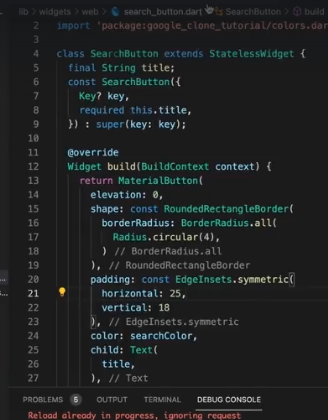 lib > widgets > web > search_button.dart > SearchButton > build
2 import 'package:google_clone_tutorial/colors.dar
3
4 class SearchButton extends StatelessWidget {
5 final String title;
6 const SearchButton({
7 Key? key,
8 required this.title,
9 }) : super(key: key);
10
11 @override
12 Widget build(BuildContext context) {
13 return MaterialButton(
14 elevation: 0,
15 shape: const RoundedRectangleBorder(
16 borderRadius: BorderRadius.all(
17 Radius.circular(4),
18 ) // BorderRadius.all
19 ), // RoundedRectangleBorder
20 padding: const EdgeInsets.symmetric(
21 horizontal: 25,
22 vertical: 18
23 ), // EdgeInsets.symmetric
24 color: searchColor,
25 child: Text(
26 title,
27 ), // Text
PROBLEMS 5 OUTPUT TERMINAL DEBUG CONSOLE
Reload already in progress, ignoring request